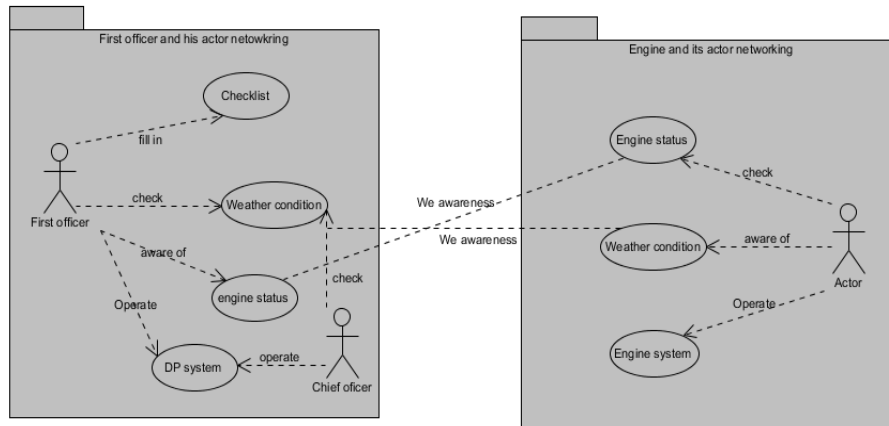 First officer and his actor netowkring
Checklist
fill in
First officer
check
Weather condition
aware of
engine status
check
Operate
DP system
operate
Chief oficer
We awareness
We awareness
Engine and its actor networking
Engine status
check
Weather condition
aware of
Actor
Operate
Engine system